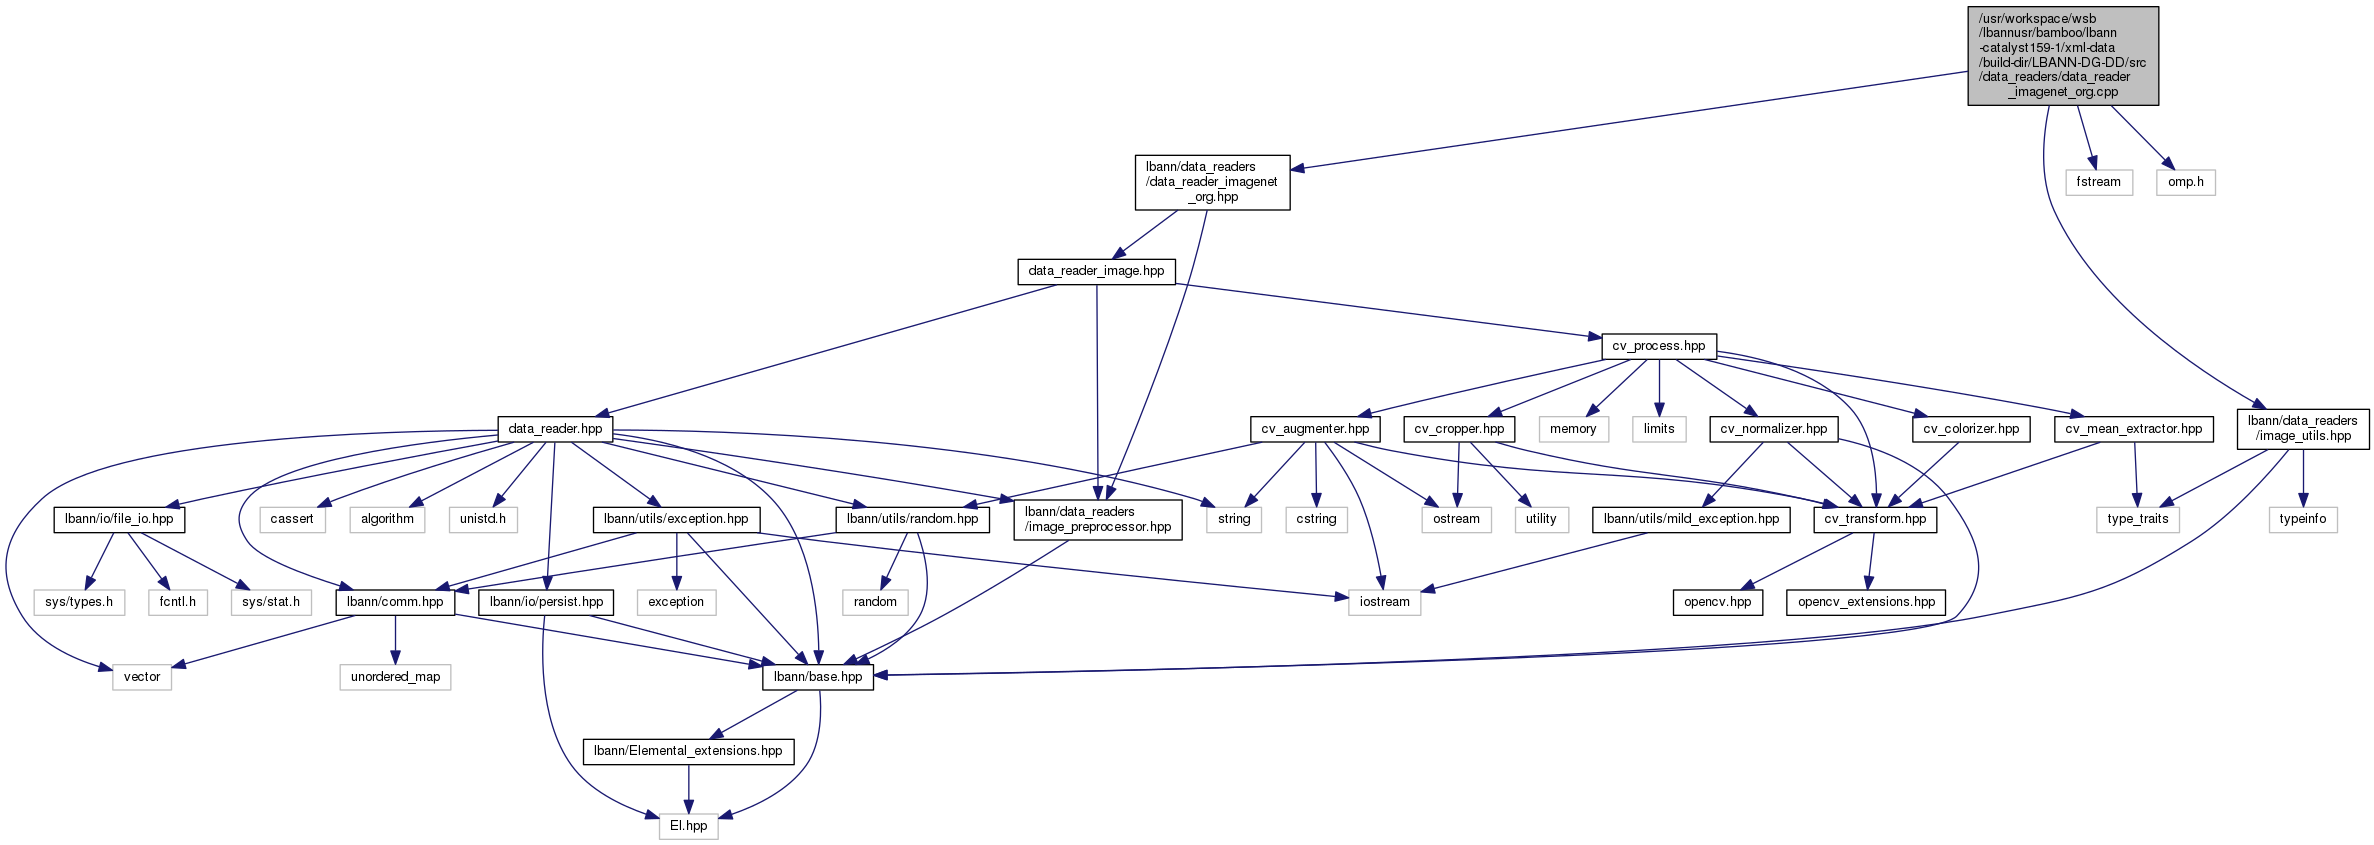 /usr/workspace/wsb
/lbannusr/bamboo/lbann
-catalyst159-1/xml-data
/build-dir/LBANN-DG-DD/src
/data_readers/data_reader
_imagenet_org.cpp
lbann/data_readers
/data_reader_imagenet
_org.hpp
fstream
omp.h
data_reader_image.hpp
cv_process.hpp
data_reader.hpp
cv_augmenter.hpp
cv_cropper.hpp
memory
limits
cv_normalizer.hpp
cv_colorizer.hpp
cv_mean_extractor.hpp
lbann/data_readers
/image_utils.hpp
lbann/io/file_io.hpp
cassert
algorithm
unistd.h
lbann/utils/exception.hpp
lbann/utils/random.hpp
lbann/data_readers
/image_preprocessor.hpp
string
cstring
ostream
utility
lbann/utils/mild_exception.hpp
cv_transform.hpp
type_traits
typeinfo
sys/types.h
fcntl.h
sys/stat.h
lbann/comm.hpp
lbann/io/persist.hpp
exception
random
iostream
opencv.hpp
opencv_extensions.hpp
vector
unordered_map
lbann/base.hpp
lbann/Elemental_extensions.hpp
El.hpp